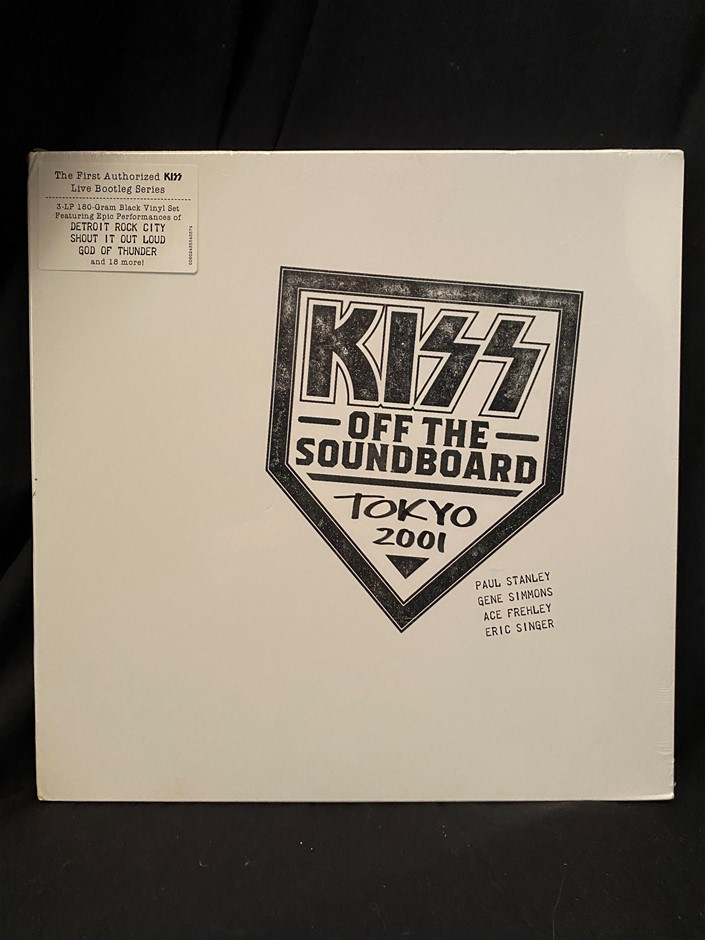 The First Authorized KISS
Live Bootleg Series
3-LP 180-Gram Black Vinyl Set
Featuring Epic Performances of
DETROIT ROCK CITY
SHOUT IT OUT LOUD
GOD OF THUNDER
and 18 more!
KISS
OFF THE
SOUNDBOARD
TOKYO
2001
PAUL STANLEY
GENE SIMMONS
ACE FREHLEY
ERIC SINGER